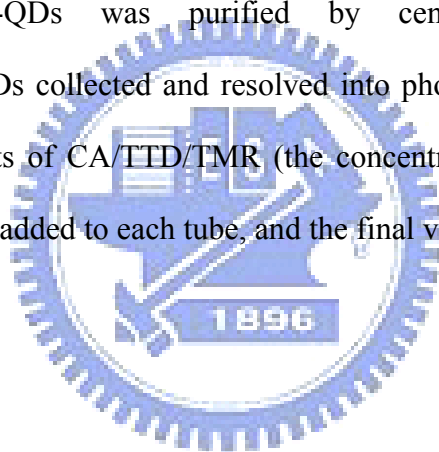 -QDs was purified by cen
Ds collected and resolved into pho
ts of CA/TTD/TMR (the concentr
added to each tube, and the final v
1896